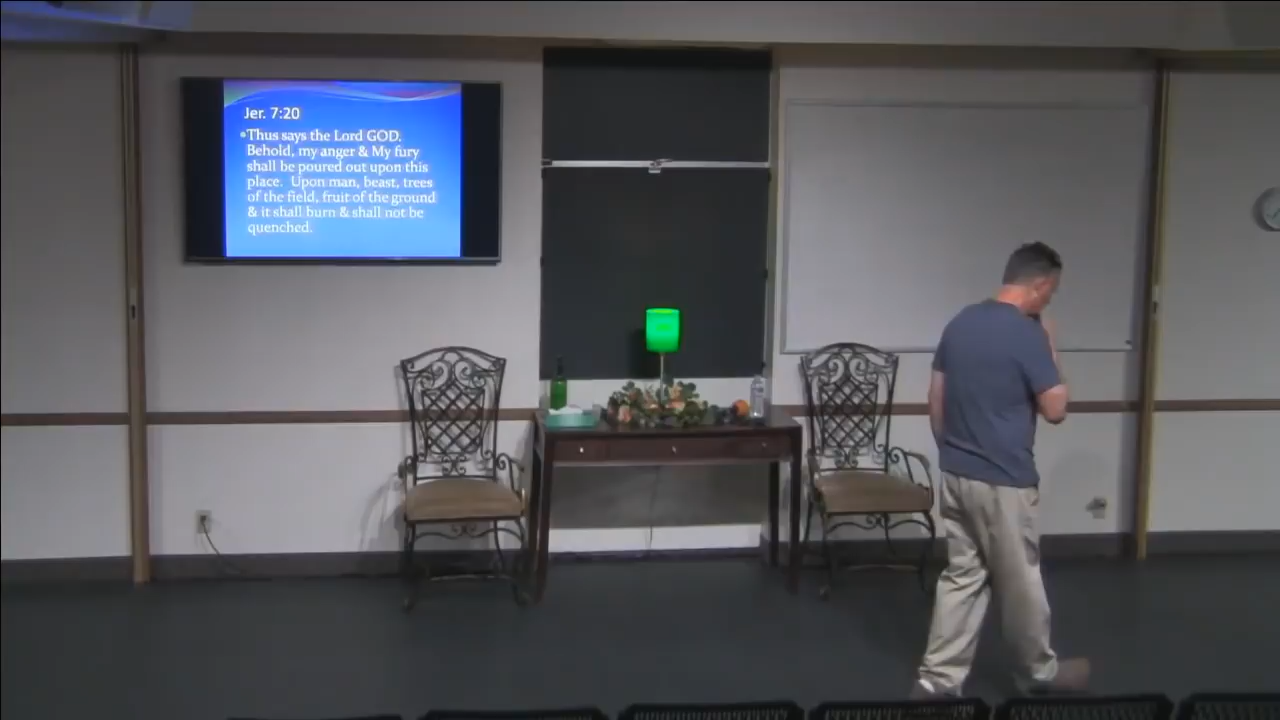 Jer. 7:20
•Thus says the Lord GOD.
Behold, my anger & My fury
shall be poured out upon this
place. Upon man, beast, trees
of the field, fruit of the ground
& it shall burn & shall not be
quenched.